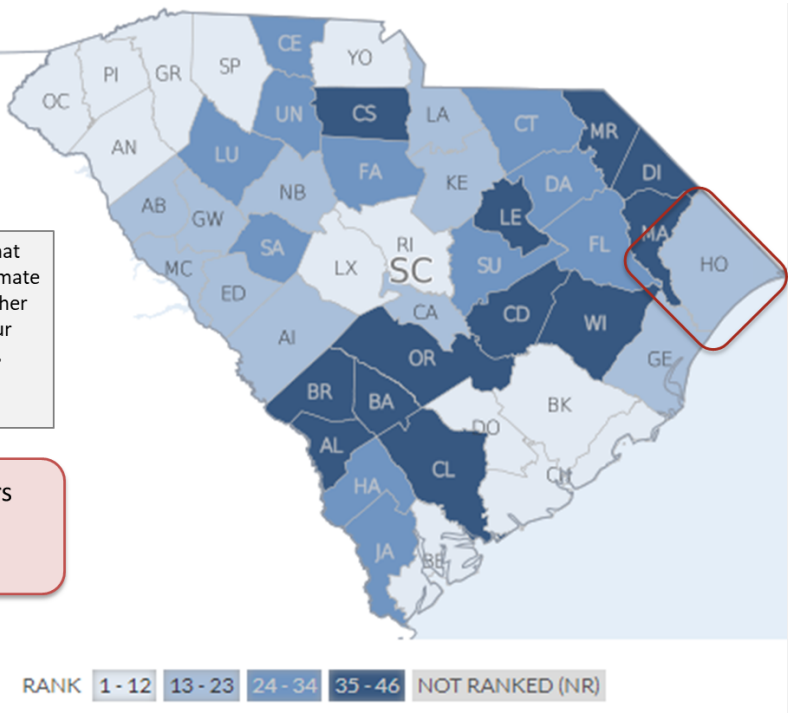 CE
YO
SP
GR
PI
OC
UN
CS
LA
CT
MR
AN
LU
FA
KE
DA
DI
NB
AB
GW
LE
MA
SA
RI
SU
FL
HO
LX
SC
MC
ED
CA
CD
WI
AI
OR
GE
BR
BA
BK
DO
AL
CL
CH
HA
JA
BE
hat
mate
her
ur
rs
RANK 1 - 12 13 - 23 24 - 34 35 - 46 NOT RANKED (NR)